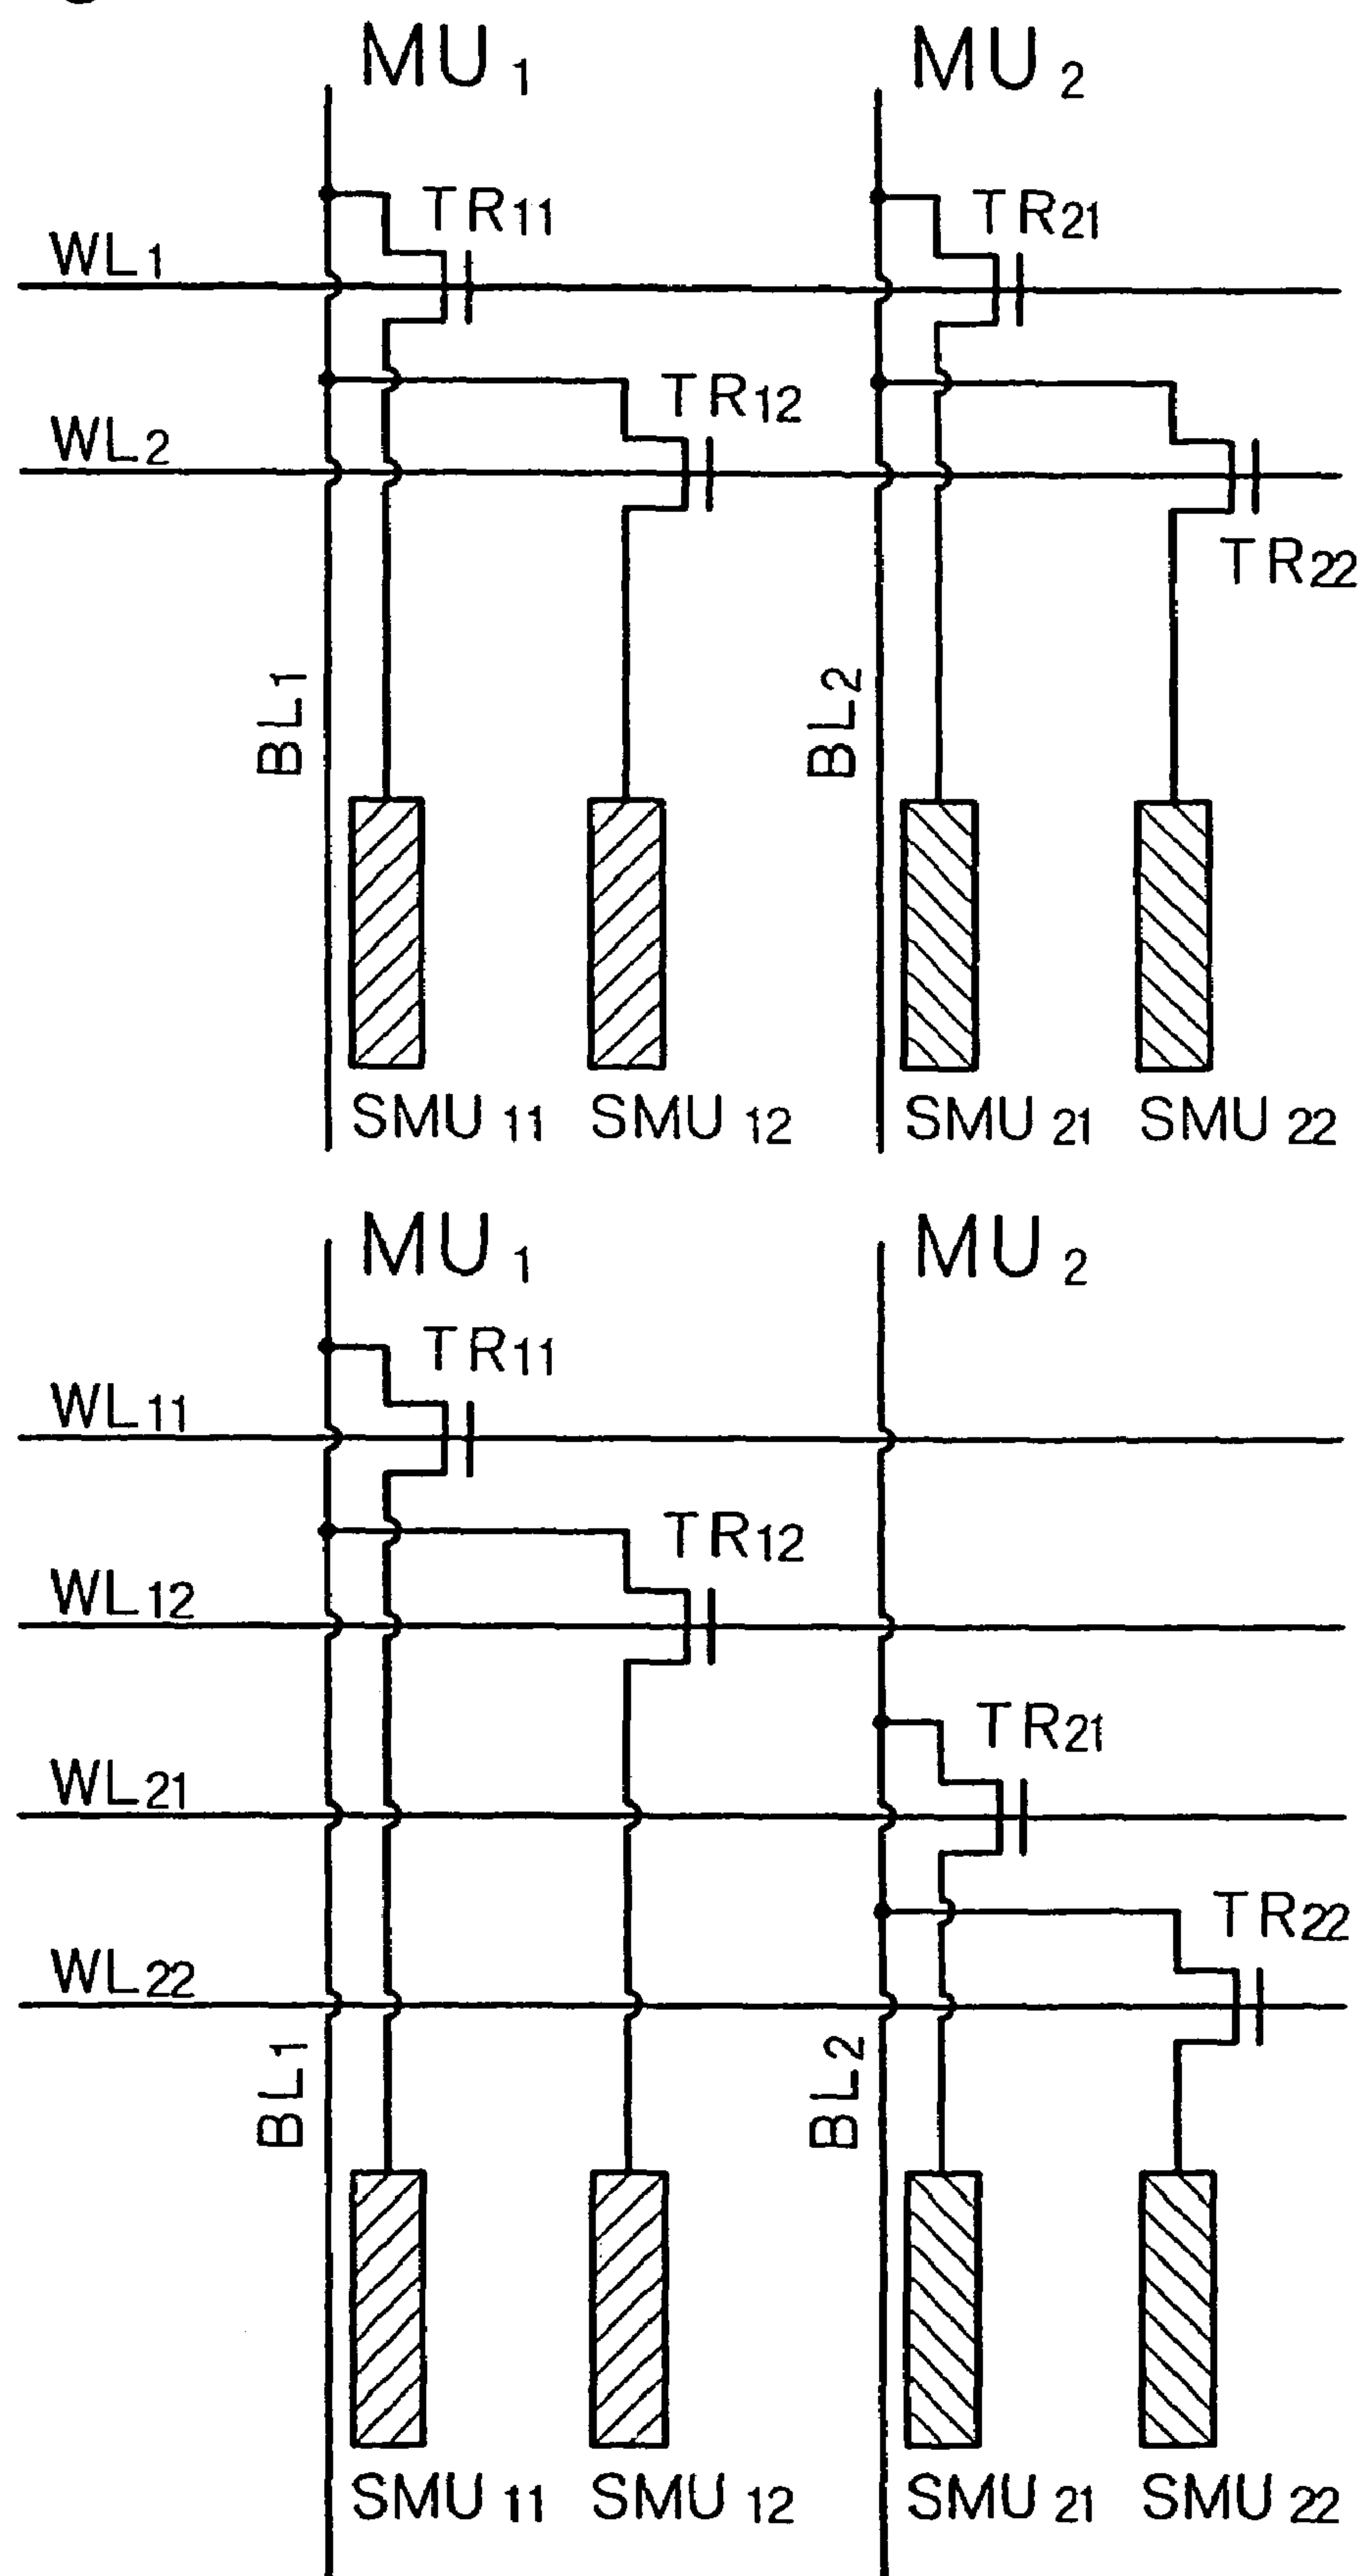 MU1 MU2
TR11 TR21
WL1
TR12
WL2
TR22
BL1 BL2
SMU11 SMU12 SMU21 SMU22
MU1 MU2
TR11
WL11
TR12
WL12
TR21
WL21
TR22
WL22
BL1 BL2
SMU11 SMU12 SMU21 SMU22